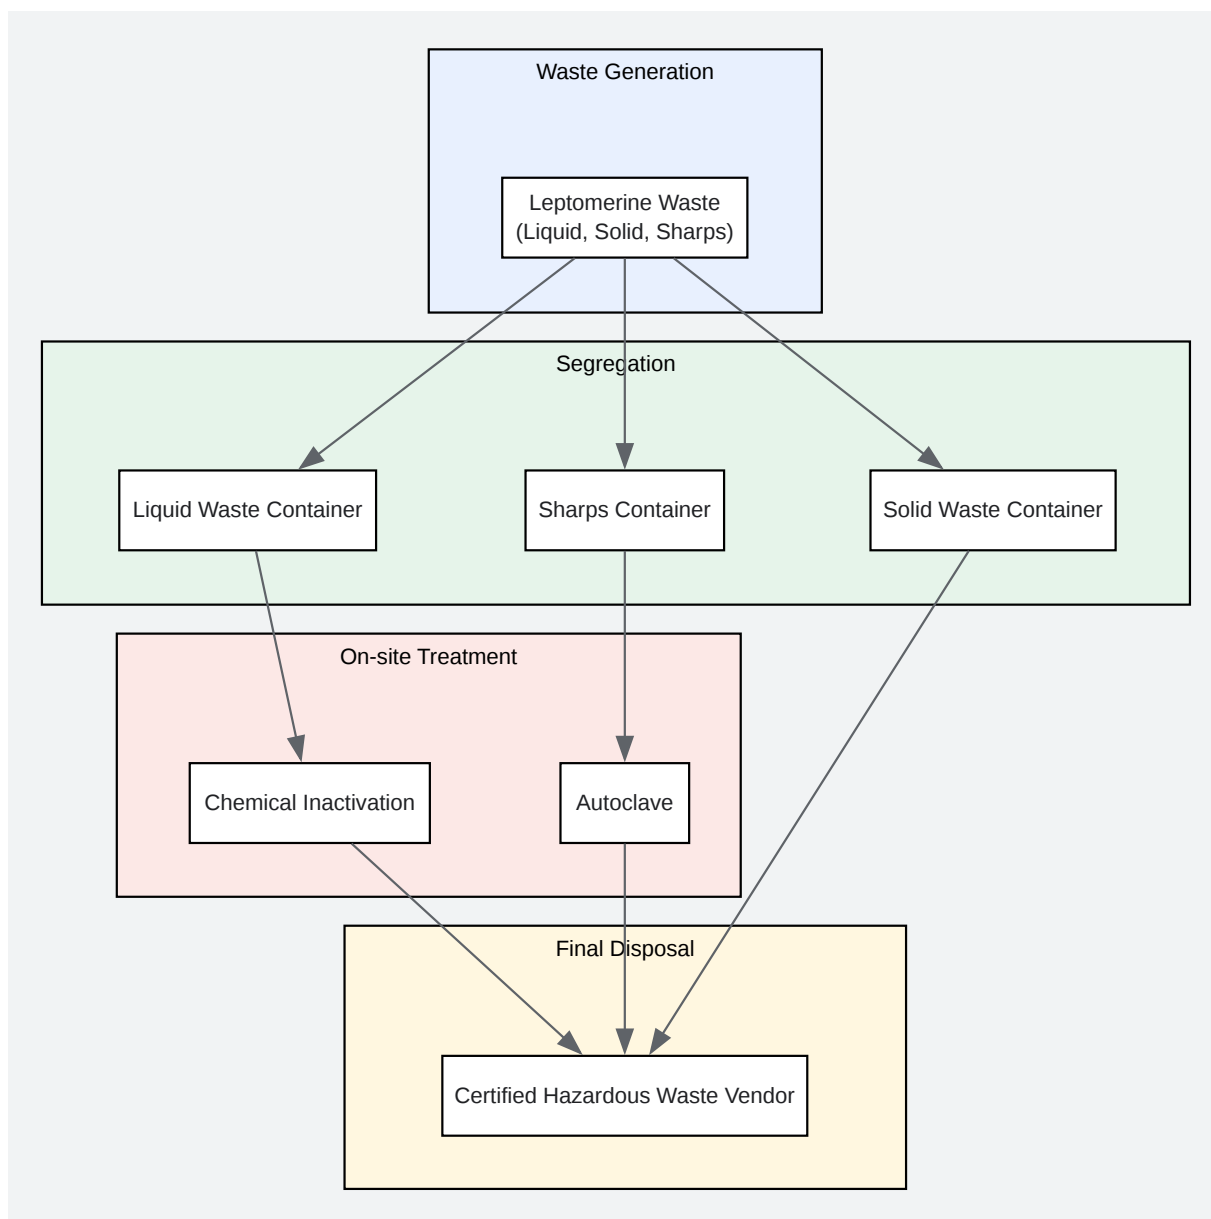 Waste Generation
Leptomerine Waste
(Liquid, Solid, Sharps)
Segregation
Liquid Waste Container
Sharps Container
Solid Waste Container
On-site Treatment
Chemical Inactivation
Autoclave
Final Disposal
Certified Hazardous Waste Vendor